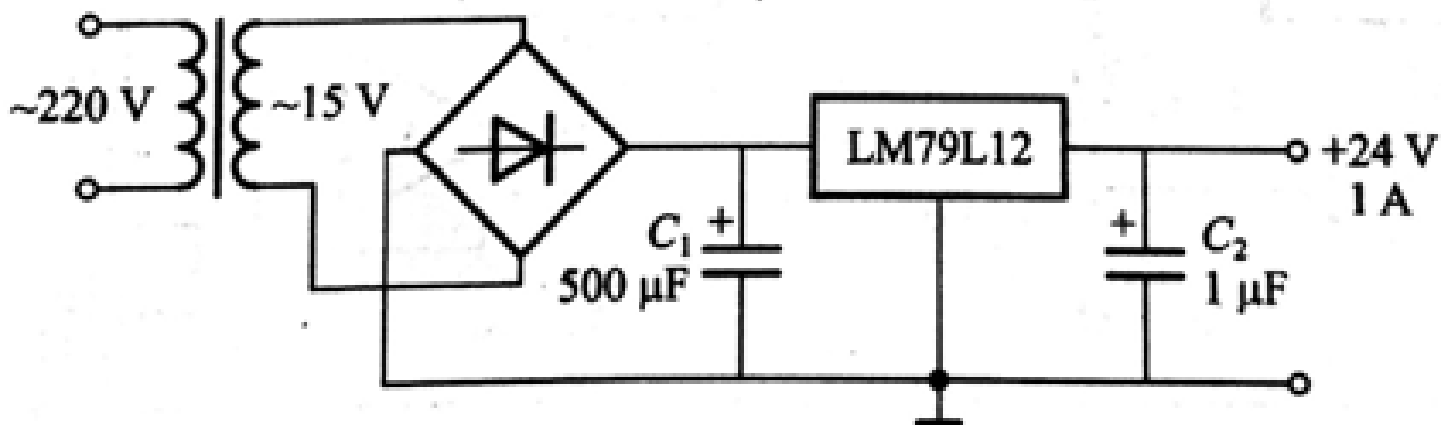 ~220 V
~15 V
LM79L12
+24 V
1 A
+
C₁
500 μF
+
C₂
1 μF